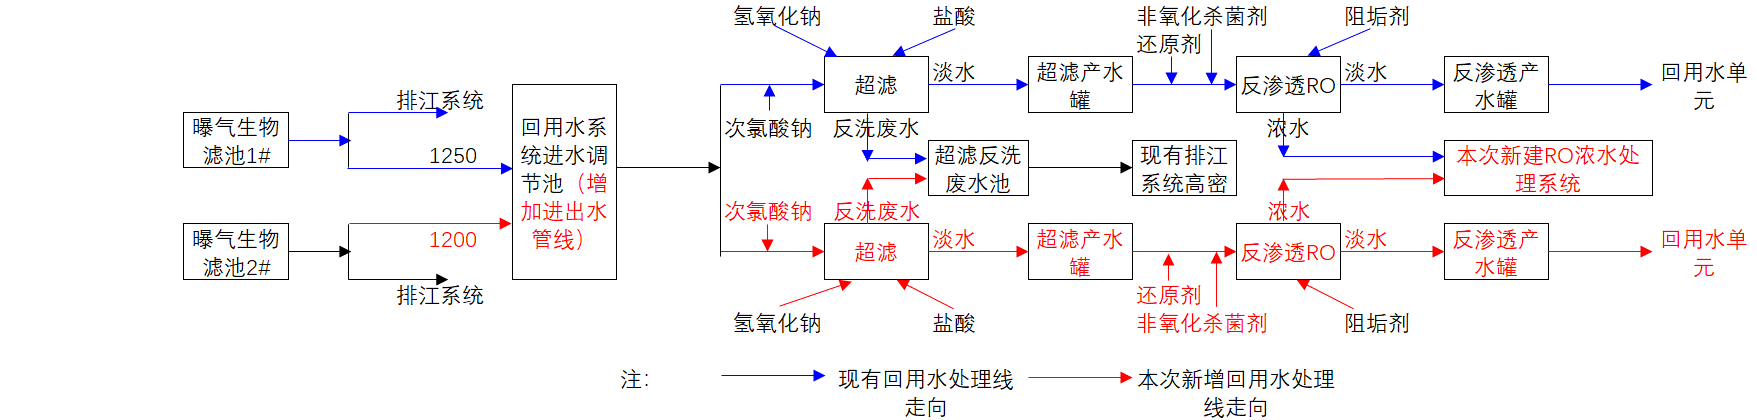 氢氧化钠
盐酸
非氧化杀菌剂
还原剂
阻垢剂
曝气生物
滤池1#
排江系统
1250
回用水系
统进水调
节池（增
加进出水
管线）
次氯酸钠
超滤
淡水
超滤产水
罐
反渗透RO
淡水
反渗透产
水罐
回用水单
元
反洗废水
浓水
超滤反洗
废水池
现有排江
系统高密
本次新建RO浓水处
理系统
曝气生物
滤池2#
1200
排江系统
次氯酸钠
反洗废水
浓水
超滤
淡水
超滤产水
罐
反渗透RO
淡水
反渗透产
水罐
回用水单
元
氢氧化钠
盐酸
还原剂
非氧化杀菌剂
阻垢剂
注：
现有回用水处理线
走向
本次新增回用水处理
线走向